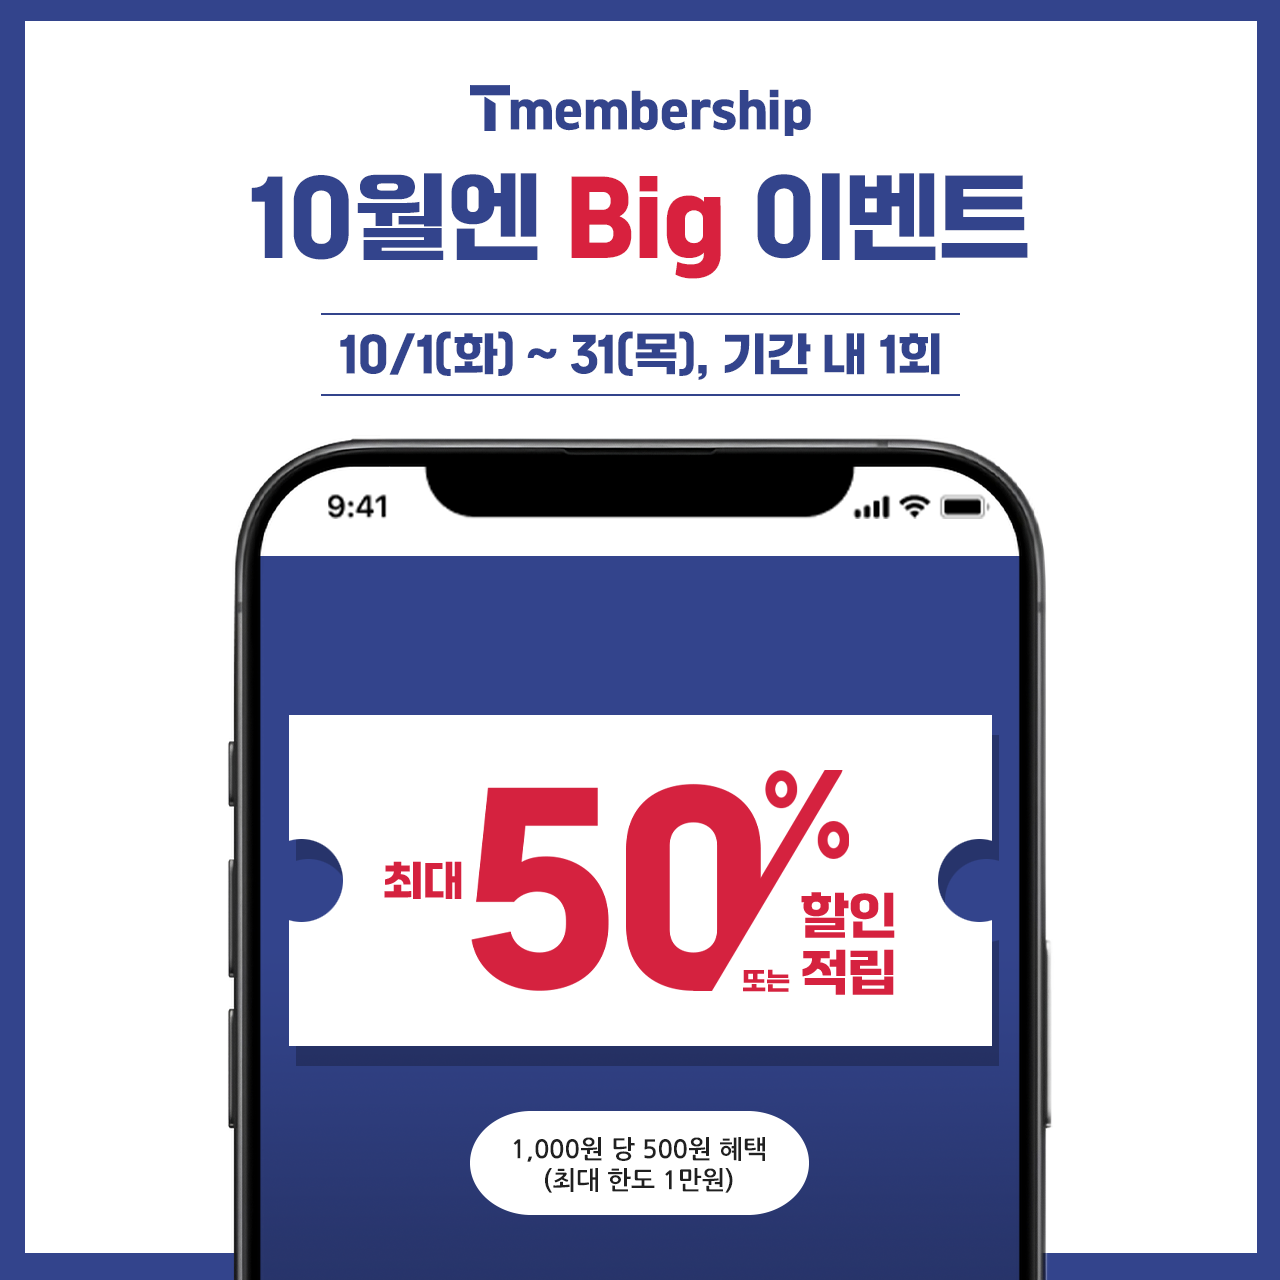 Tmembership
10월엔 Big 이벤트
10/1(화) ~ 31(목), 기간 내 1회
9:41
최대 50% 할인
또는 적립
1,000원 당 500원 혜택
(최대 한도 1만원)